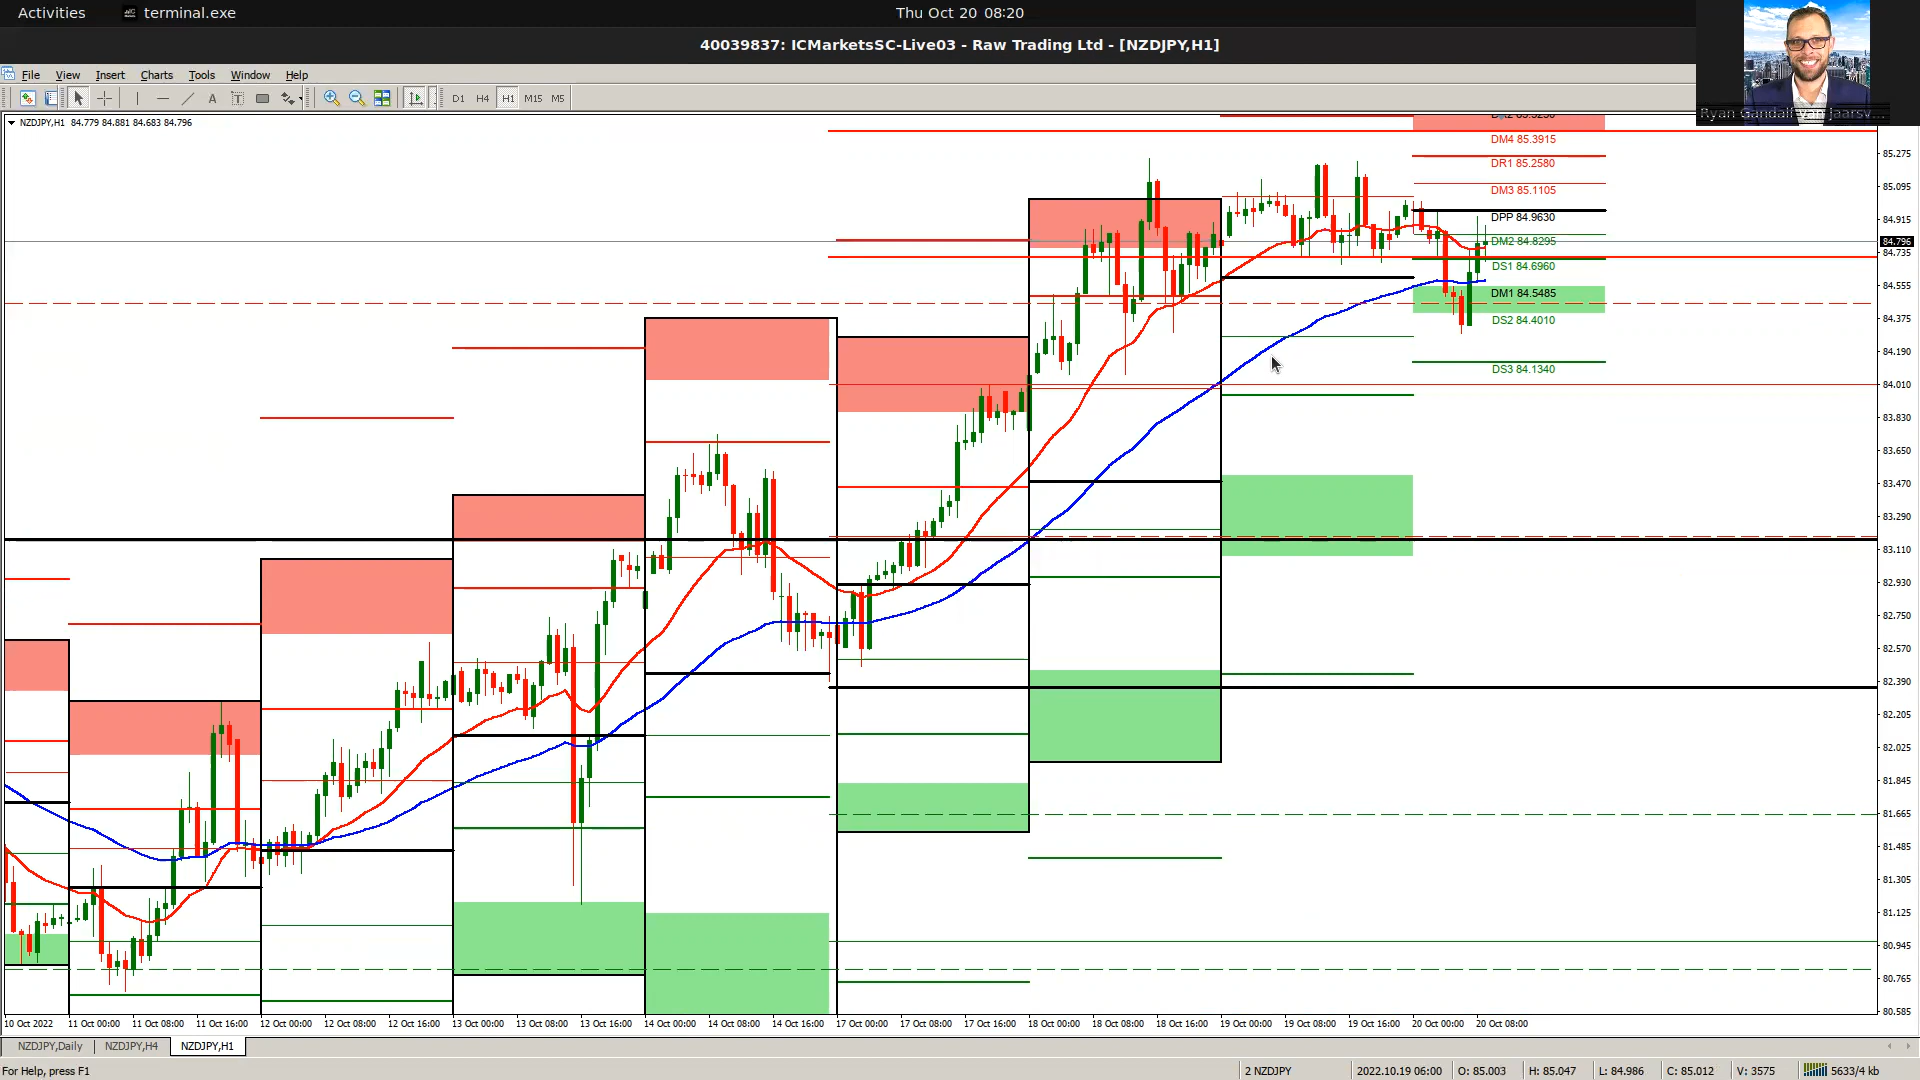 Activities terminal.exe Thu Oct 20 08:20
40039837: ICMarketsSC-Live03 - Raw Trading Ltd - [NZDJPY,H1]
File View Insert Charts Tools Window Help
A T D1 H4 H1 M15 M5
NZDJPY,H1 84.779 84.881 84.683 84.796
DM4 85.3915
DR1 85.2580
DM3 85.1105
DPP 84.9630
DM2 84.8295
DS1 84.6960
DM1 84.5485
DS2 84.4010
DS3 84.1340
85.275
85.095
84.915
84.796
84.735
84.555
84.375
84.190
84.010
83.830
83.650
83.470
83.290
83.110
82.930
82.750
82.570
82.390
82.205
82.025
81.845
81.665
81.485
81.305
81.125
80.945
80.765
80.585
10 Oct 2022 11 Oct 00:00 11 Oct 08:00 11 Oct 16:00 12 Oct 00:00 12 Oct 08:00 12 Oct 16:00 13 Oct 00:00 13 Oct 08:00 13 Oct 16:00 14 Oct 00:00 14 Oct 08:00 14 Oct 16:00 17 Oct 00:00 17 Oct 08:00 17 Oct 16:00 18 Oct 00:00 18 Oct 08:00 18 Oct 16:00 19 Oct 00:00 19 Oct 08:00 19 Oct 16:00 20 Oct 00:00 20 Oct 08:00
NZDJPY,Daily NZDJPY,H4 NZDJPY,H1
For Help, press F1 2 NZDJPY 2022.10.19 06:00 O: 85.003 H: 85.047 L: 84.986 C: 85.012 V: 3575 5633/4 kb